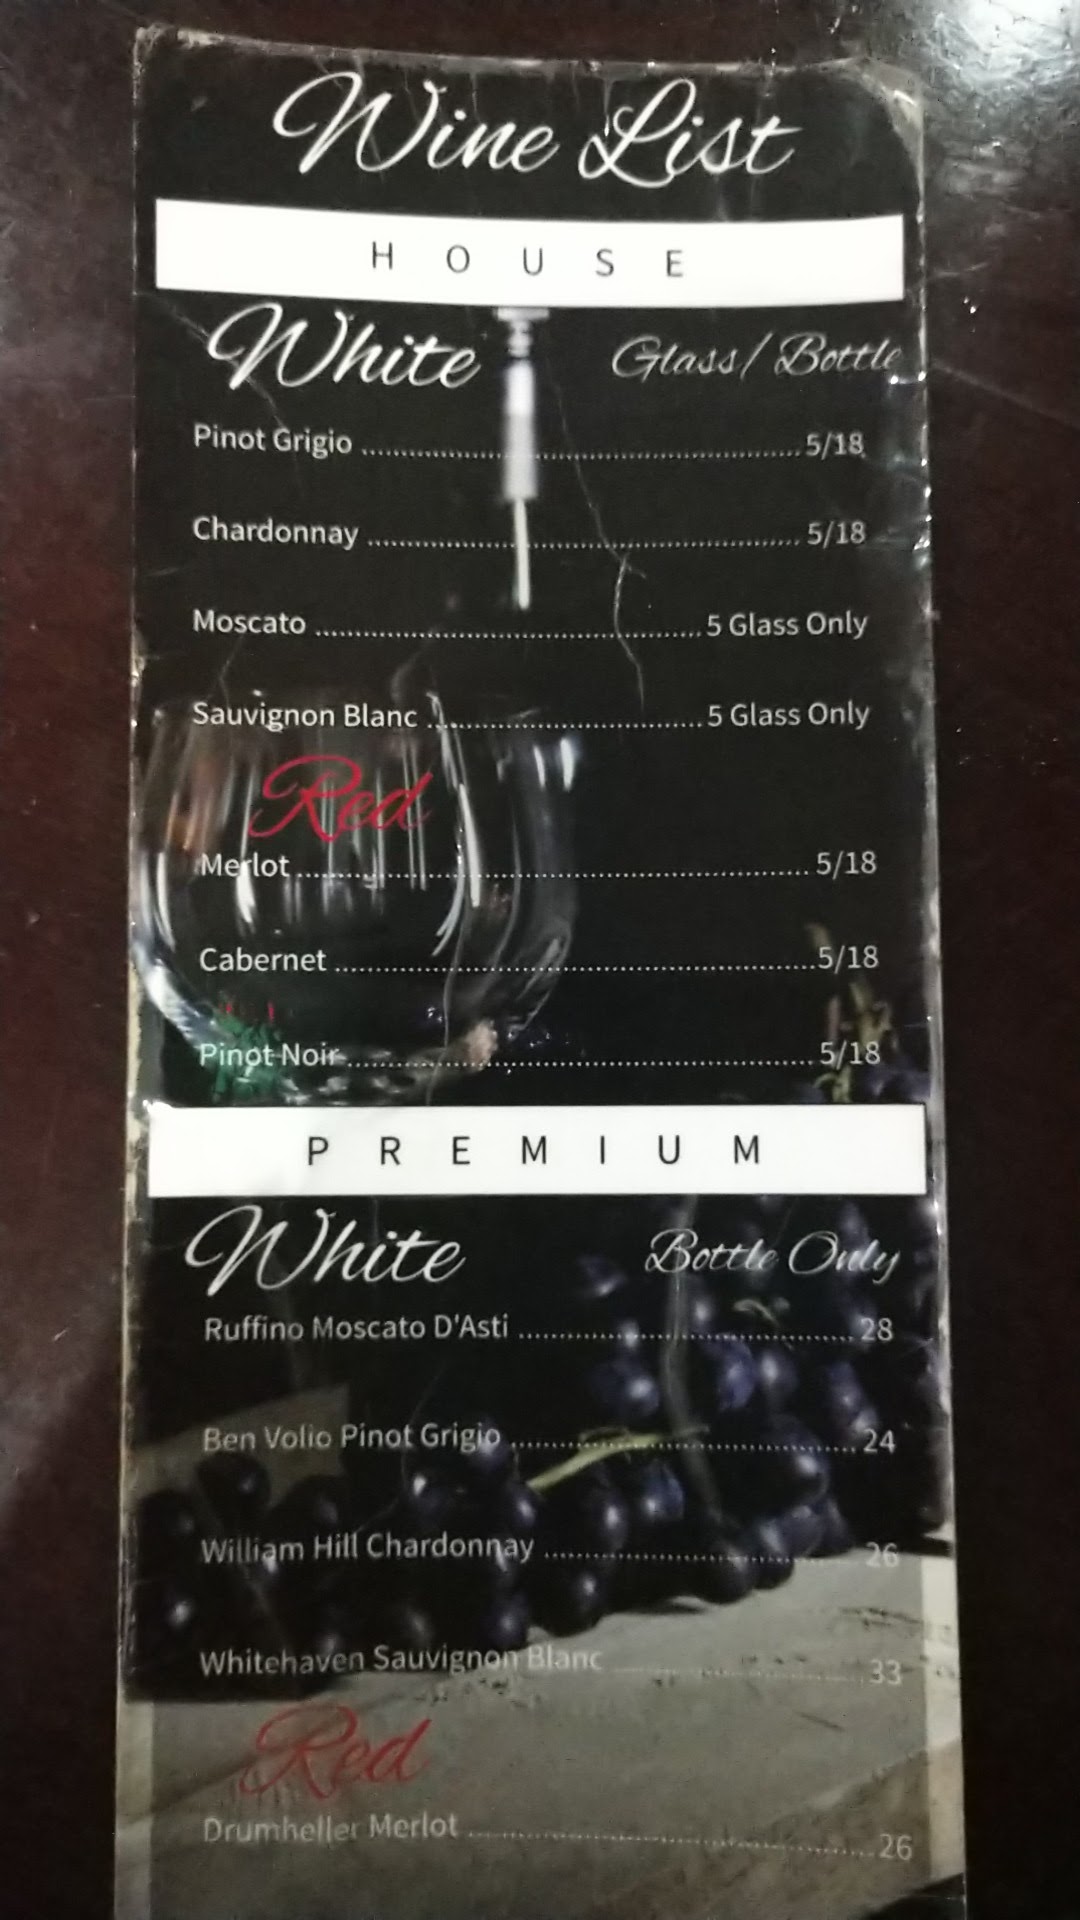 Wine List
HOUSE
White Glass/Bottle
Pinot Grigio 5/18
Chardonnay 5/18
Moscato 5 Glass Only
Sauvignon Blanc 5 Glass Only
Red
Merlot 5/18
Cabernet 5/18
Pinot Noir 5/18
PREMIUM
White Bottle Only
Ruffino Moscato D'Asti 28
Ben Volio Pinot Grigio 24
William Hill Chardonnay 26
Whitehaven Sauvignon Blanc 33
Red
Drumheller Merlot 26